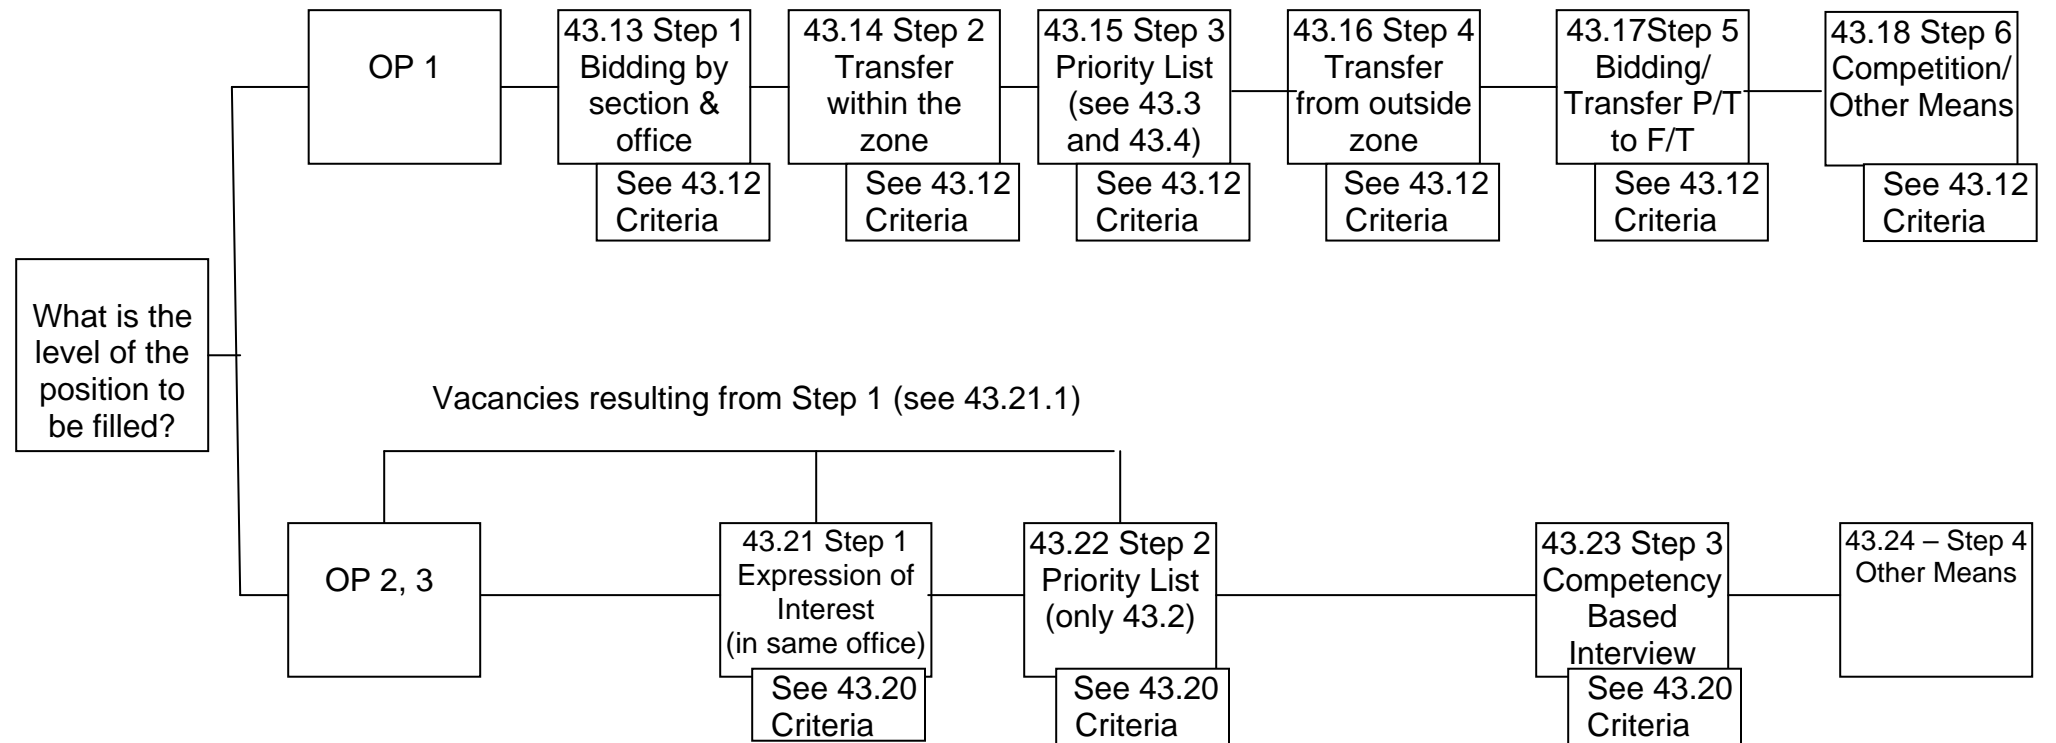 OP 1
43.13 Step 1
Bidding by
section &
office
See 43.12
Criteria
43.14 Step 2
Transfer
within the
zone
See 43.12
Criteria
43.15 Step 3
Priority List
(see 43.3
and 43.4)
See 43.12
Criteria
43.16 Step 4
Transfer
from outside
zone
See 43.12
Criteria
43.17Step 5
Bidding/
Transfer P/T
to F/T
See 43.12
Criteria
43.18 Step 6
Competition/
Other Means
See 43.12
Criteria
What is the
level of the
position to
be filled?
Vacancies resulting from Step 1 (see 43.21.1)
OP 2, 3
43.21 Step 1
Expression of
Interest
(in same office)
See 43.20
Criteria
43.22 Step 2
Priority List
(only 43.2)
See 43.20
Criteria
43.23 Step 3
Competency
Based
Interview
See 43.20
Criteria
43.24 – Step 4
Other Means